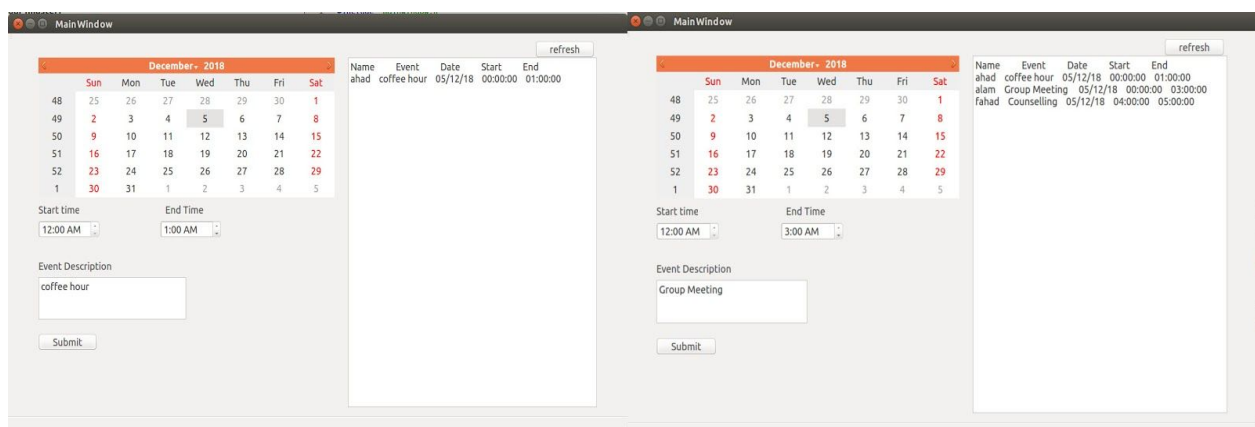 MainWindow
refresh
December 2018
Sun Mon Tue Wed Thu Fri Sat
48 25 26 27 28 29 30 1
49 2 3 4 5 6 7 8
50 9 10 11 12 13 14 15
51 16 17 18 19 20 21 22
52 23 24 25 26 27 28 29
1 30 31 1 2 3 4 5
Start time End Time
12:00 AM 1:00 AM
Event Description
coffee hour
Submit
Name Event Date Start End
ahad coffee hour 05/12/18 00:00:00 01:00:00
MainWindow
refresh
December 2018
Sun Mon Tue Wed Thu Fri Sat
48 25 26 27 28 29 30 1
49 2 3 4 5 6 7 8
50 9 10 11 12 13 14 15
51 16 17 18 19 20 21 22
52 23 24 25 26 27 28 29
1 30 31 1 2 3 4 5
Start time End Time
12:00 AM 3:00 AM
Event Description
Group Meeting
Submit
Name Event Date Start End
ahad coffee hour 05/12/18 00:00:00 01:00:00
alam Group Meeting 05/12/18 00:00:00 03:00:00
fahad Counselling 05/12/18 04:00:00 05:00:00